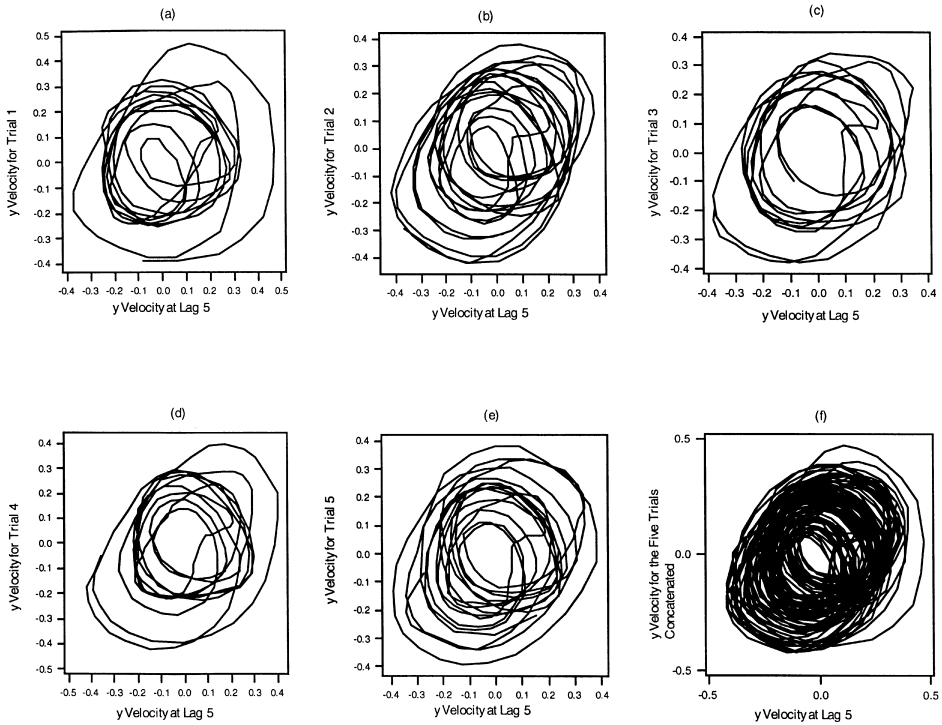 (a)
0.5
0.4
0.3
0.2
0.1
0.0
-0.1
-0.2
-0.3
-0.4
y Velocity for Trial 1
-0.4 -0.3 -0.2 -0.1 0.0 0.1 0.2 0.3 0.4 0.5
y Velocity at Lag 5
(b)
0.4
0.3
0.2
0.1
0.0
-0.1
-0.2
-0.3
-0.4
y Velocity for Trial 2
-0.4 -0.3 -0.2 -0.1 0.0 0.1 0.2 0.3 0.4
y Velocity at Lag 5
(c)
0.4
0.3
0.2
0.1
0.0
-0.1
-0.2
-0.3
-0.4
y Velocity for Trial 3
-0.4 -0.3 -0.2 -0.1 0.0 0.1 0.2 0.3 0.4
y Velocity at Lag 5
(d)
0.4
0.3
0.2
0.1
0.0
-0.1
-0.2
-0.3
-0.4
-0.5
y Velocity for Trial 4
-0.5 -0.4 -0.3 -0.2 -0.1 0.0 0.1 0.2 0.3 0.4
y Velocity at Lag 5
(e)
0.4
0.3
0.2
0.1
0.0
-0.1
-0.2
-0.3
-0.4
y Velocity for Trial 5
-0.4 -0.3 -0.2 -0.1 0.0 0.1 0.2 0.3 0.4
y Velocity at Lag 5
(f)
0.5
0.0
-0.5
y Velocity for the Five Trials
Concatenated
-0.5 0.0 0.5
y Velocity at Lag 5